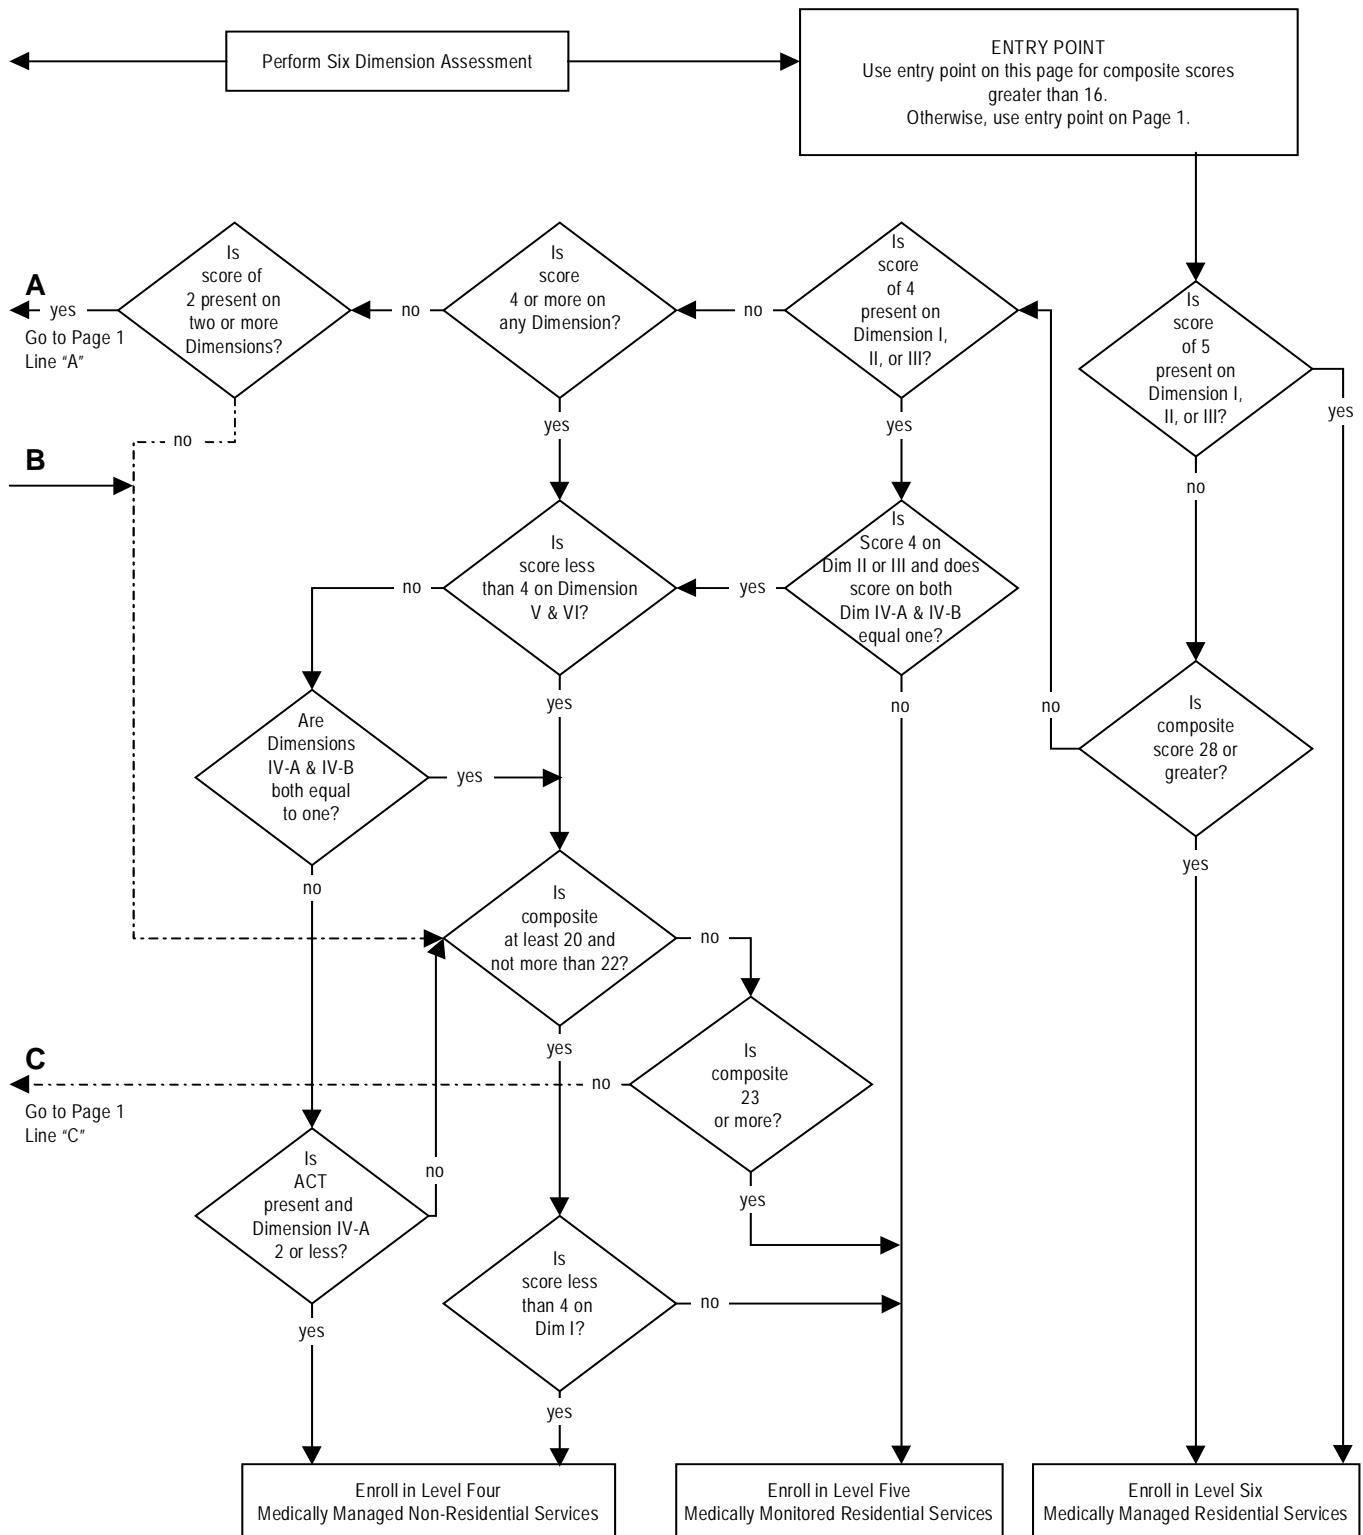 Perform Six Dimension Assessment
ENTRY POINT
Use entry point on this page for composite scores
greater than 16.
Otherwise, use entry point on Page 1.
A
yes
Go to Page 1
Line "A"
Is
score of
2 present on
two or more
Dimensions?
no
Is
score
4 or more on
any Dimension?
no
Is
score
of 4
present on
Dimension I,
II, or III?
Is
score
of 5
present on
Dimension I,
II, or III?
yes
no
yes
yes
B
no
Is
score less
than 4 on Dimension
V & VI?
no
yes
Is
Score 4 on
Dim II or III and does
score on both
Dim IV-A & IV-B
equal one?
yes
no
no
Is
composite
score 28 or
greater?
Are
Dimensions
IV-A & IV-B
both equal
to one?
yes
yes
no
Is
composite
at least 20 and
not more than 22?
no
C
Go to Page 1
Line "C"
yes
no
Is
composite
23
or more?
Is
ACT
present and
Dimension IV-A
2 or less?
no
yes
Is
score less
than 4 on
Dim I?
no
yes
yes
Enroll in Level Four
Medically Managed Non-Residential Services
Enroll in Level Five
Medically Monitored Residential Services
Enroll in Level Six
Medically Managed Residential Services